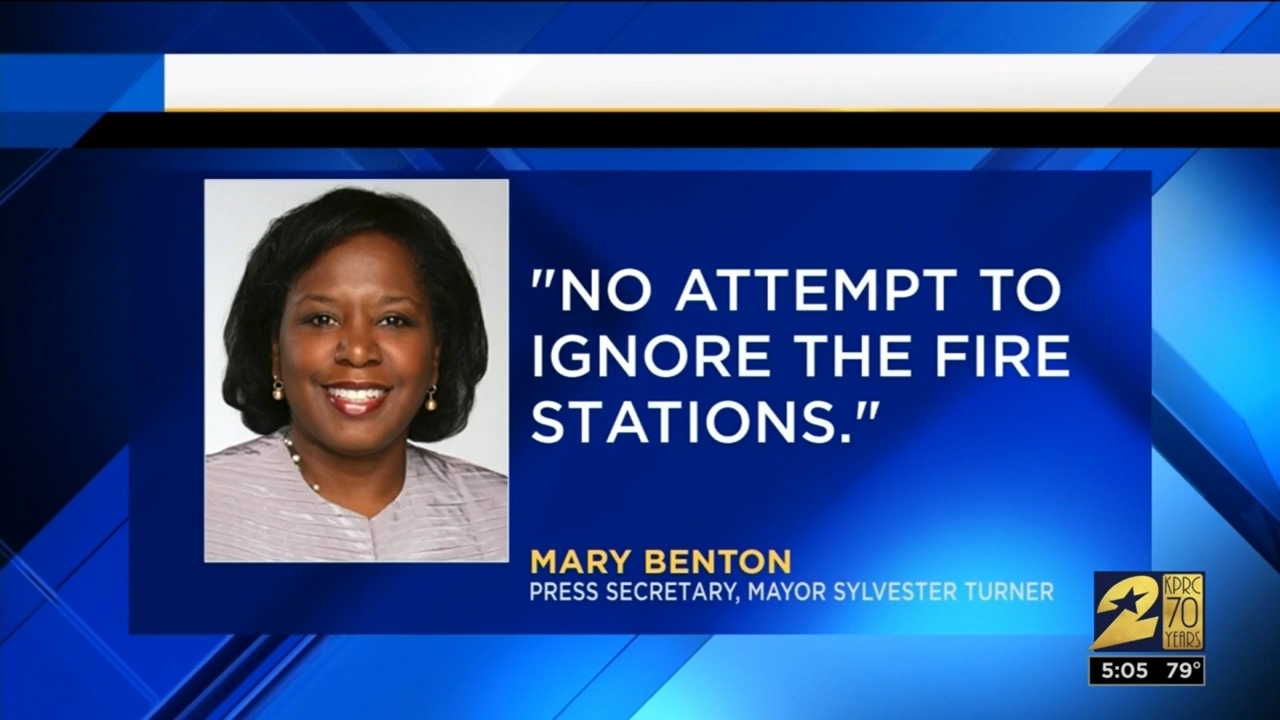 "NO ATTEMPT TO
IGNORE THE FIRE
STATIONS."
MARY BENTON
PRESS SECRETARY, MAYOR SYLVESTER TURNER
2
KPRC
70
YEARS
5:05 79°